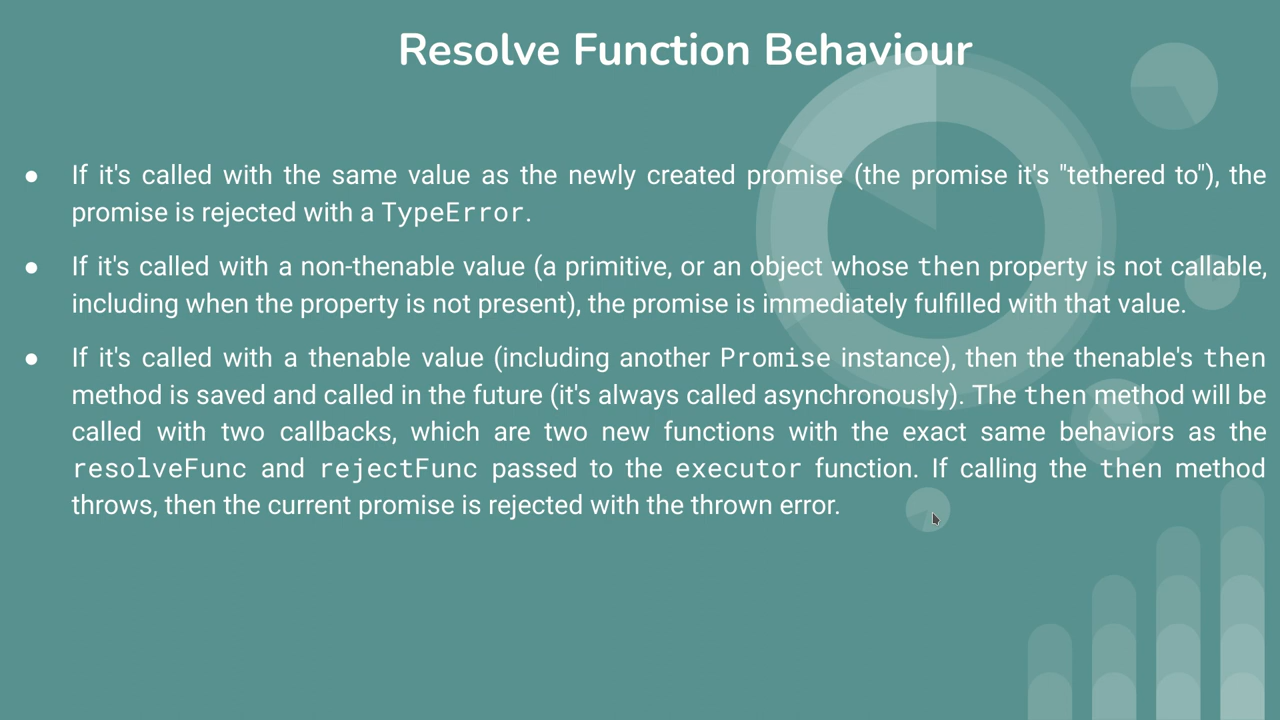 Resolve Function Behaviour
● If it's called with the same value as the newly created promise (the promise it's "tethered to"), the
promise is rejected with a TypeError.
● If it's called with a non-thenable value (a primitive, or an object whose then property is not callable,
including when the property is not present), the promise is immediately fulfilled with that value.
● If it's called with a thenable value (including another Promise instance), then the thenable's then
method is saved and called in the future (it's always called asynchronously). The then method will be
called with two callbacks, which are two new functions with the exact same behaviors as the
resolveFunc and rejectFunc passed to the executor function. If calling the then method
throws, then the current promise is rejected with the thrown error.